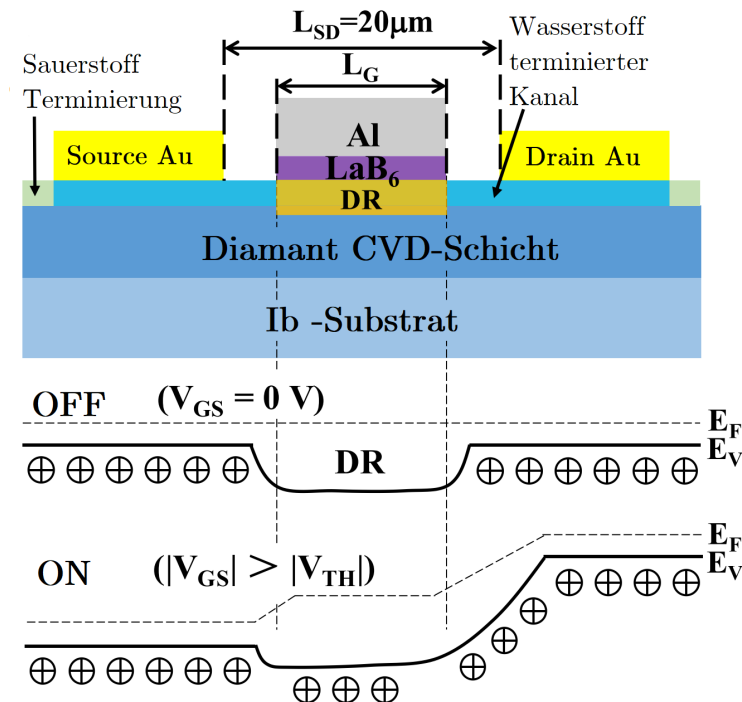 L_SD=20μm
Wasserstoff
terminierter
Kanal
Sauerstoff
Terminierung
L_G
Al
Source Au
LaB₆
Drain Au
DR
Diamant CVD-Schicht
Ib -Substrat
OFF (V_GS = 0 V)
E_F
E_V
DR
ON (|V_GS| > |V_TH|)
E_F
E_V